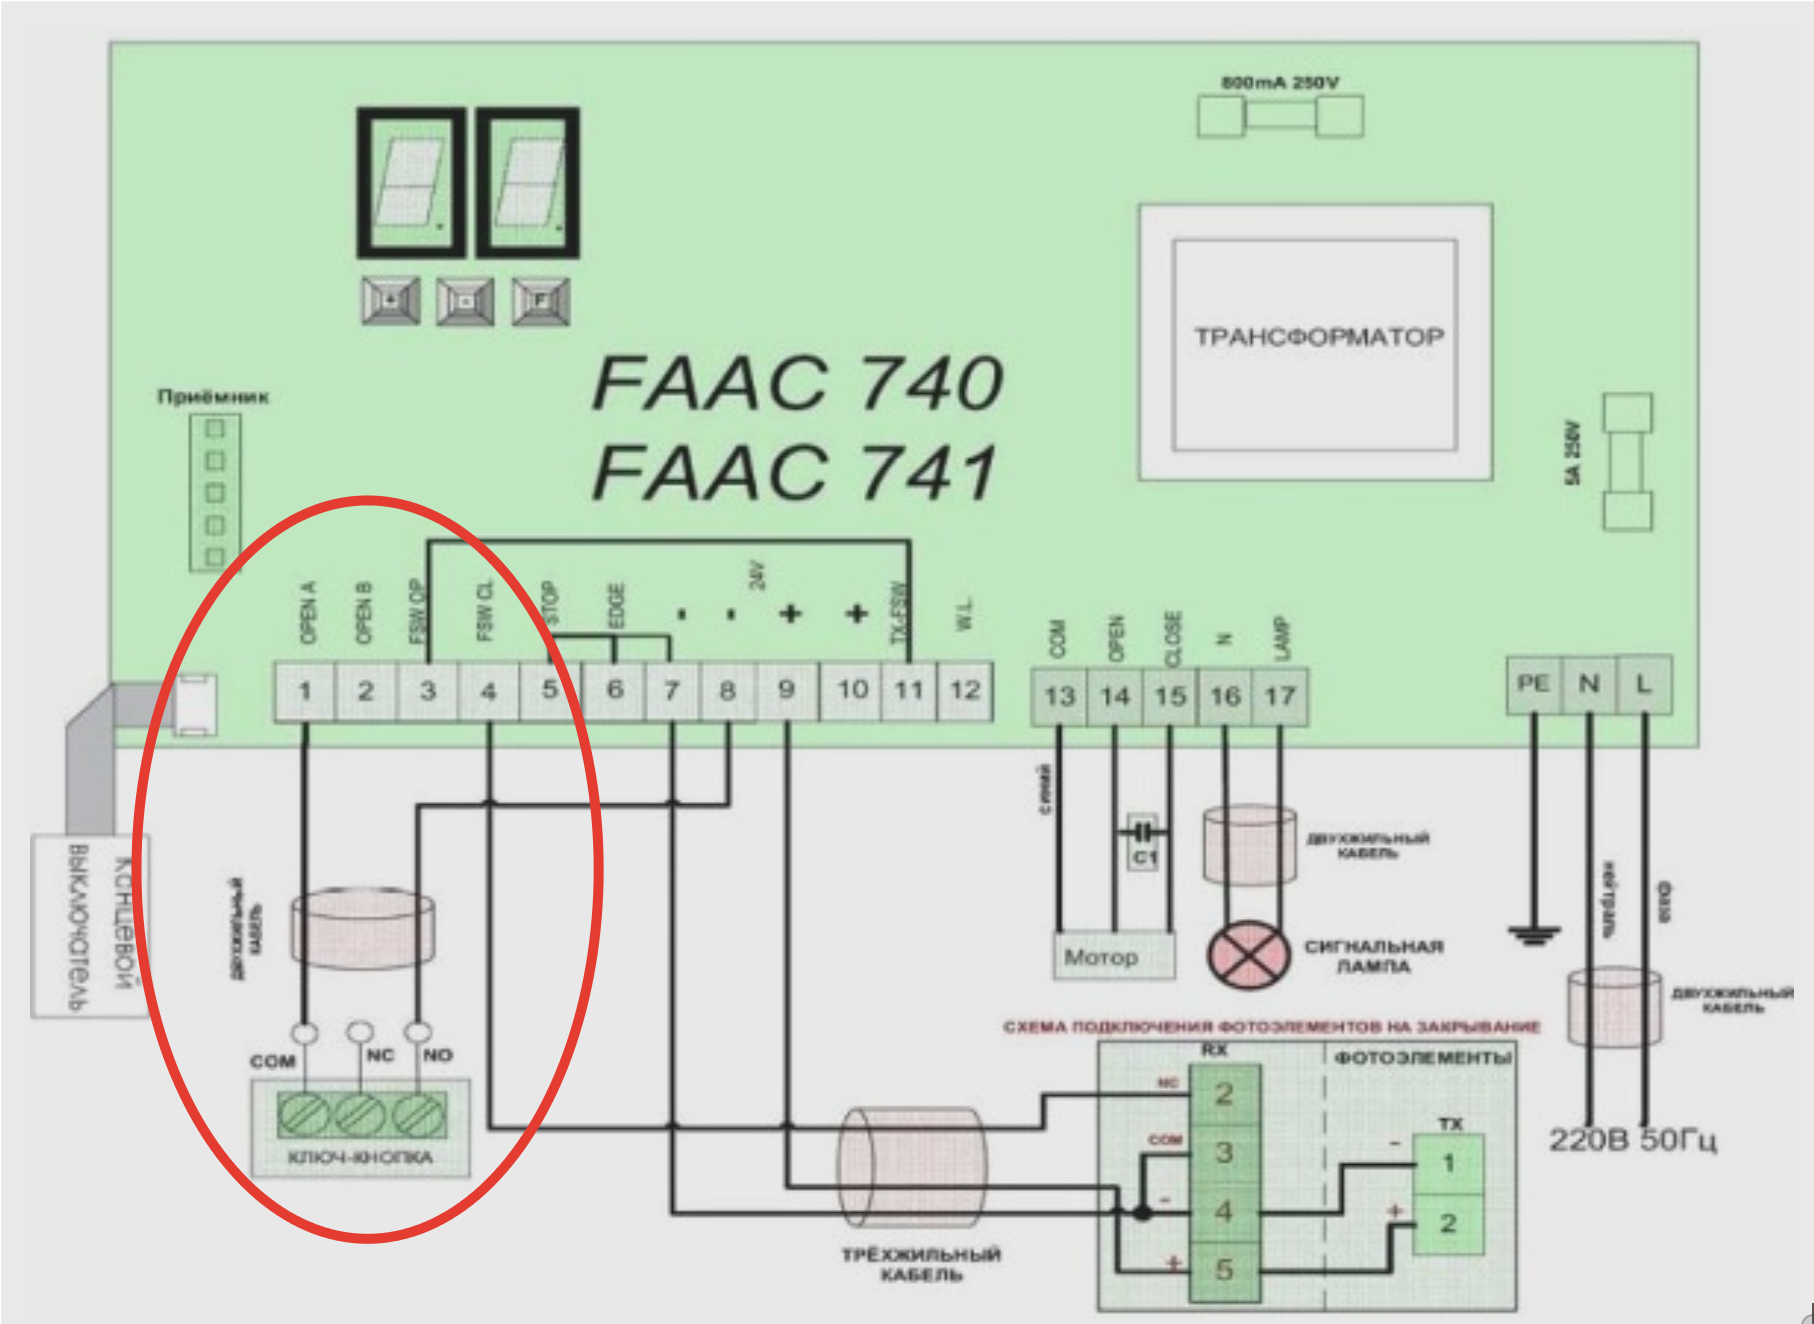 800mA 250V
+
-
F
ТРАНСФОРМАТОР
FAAC 740
FAAC 741
Приёмник
5A 250V
OPEN A
OPEN B
FSW OP
FSW CL
STOP
EDGE
-
-
24V
+
+
TX-FSW
W.L.
COM
OPEN
CLOSE
N
LAMP
1 2 3 4 5 6 7 8 9 10 11 12
13 14 15 16 17
PE N L
КОНЦЕВОЙ
ВЫКЛЮЧАТЕЛЬ
ДВУХЖИЛЬНЫЙ
КАБЕЛЬ
синий
C1
Мотор
ДВУХЖИЛЬНЫЙ
КАБЕЛЬ
СИГНАЛЬНАЯ
ЛАМПА
нейтраль
фаза
ДВУХЖИЛЬНЫЙ
КАБЕЛЬ
220В 50Гц
COM NC NO
КЛЮЧ-КНОПКА
СХЕМА ПОДКЛЮЧЕНИЯ ФОТОЭЛЕМЕНТОВ НА ЗАКРЫВАНИЕ
RX
ФОТОЭЛЕМЕНТЫ
NC
2
COM
3
-
4
+
5
TX
-
1
+
2
ТРЁХЖИЛЬНЫЙ
КАБЕЛЬ